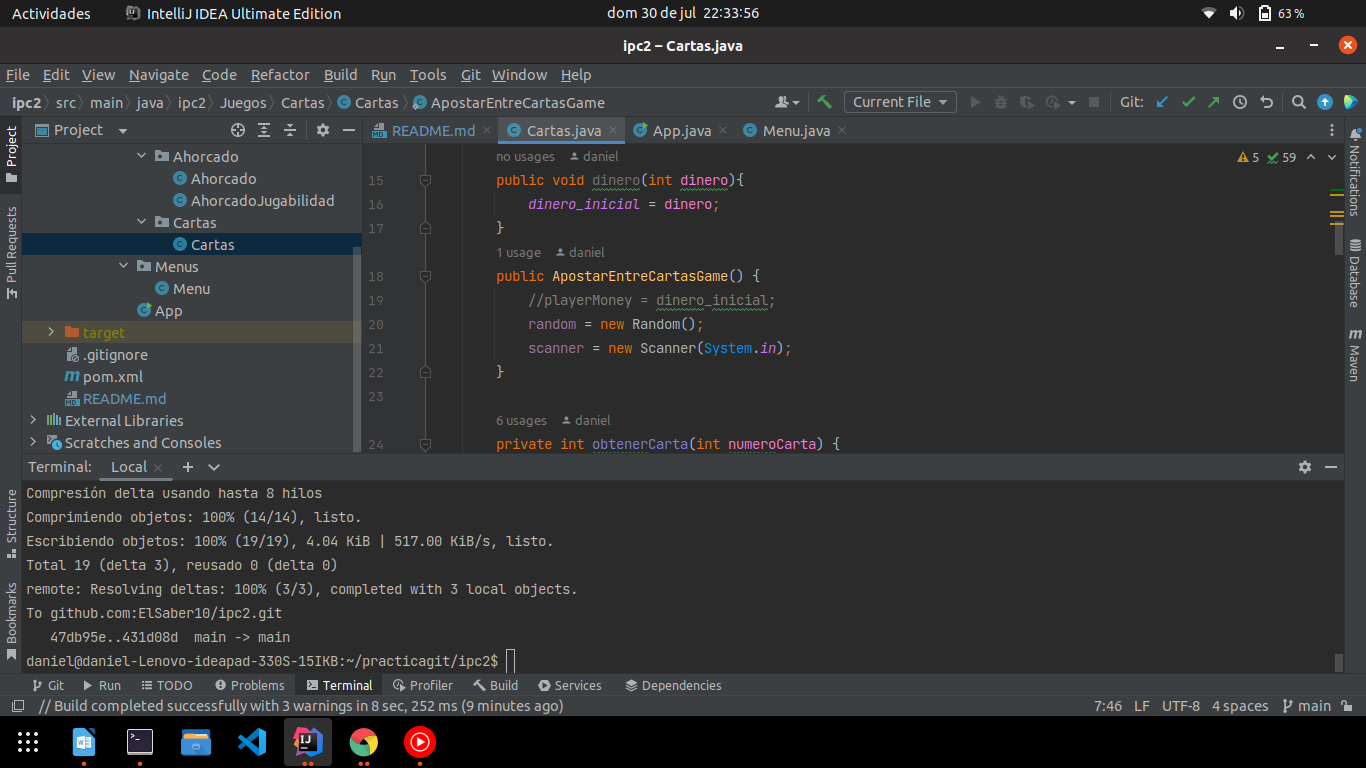 Actividades IntelliJ IDEA Ultimate Edition dom 30 de jul 22:33:56 63 %
ipc2 – Cartas.java
File Edit View Navigate Code Refactor Build Run Tools Git Window Help
ipc2 src main java ipc2 Juegos Cartas Cartas ApostarEntreCartasGame Current File Git:
Project
Project
Pull Requests
Structure
Bookmarks
Ahorcado
Ahorcado
AhorcadoJugabilidad
Cartas
Cartas
Menus
Menu
App
target
.gitignore
pom.xml
README.md
External Libraries
Scratches and Consoles
README.md Cartas.java App.java Menu.java
no usages daniel 5 59
15 public void dinero(int dinero){
16 dinero_inicial = dinero;
17 }
1 usage daniel
18 public ApostarEntreCartasGame() {
19 //playerMoney = dinero_inicial;
20 random = new Random();
21 scanner = new Scanner(System.in);
22 }
23
6 usages daniel
24 private int obtenerCarta(int numeroCarta) {
Notifications
Database
Maven
Terminal: Local
Compresión delta usando hasta 8 hilos
Comprimiendo objetos: 100% (14/14), listo.
Escribiendo objetos: 100% (19/19), 4.04 KiB | 517.00 KiB/s, listo.
Total 19 (delta 3), reusado 0 (delta 0)
remote: Resolving deltas: 100% (3/3), completed with 3 local objects.
To github.com:ElSaber10/ipc2.git
47db95e..431d08d main -> main
daniel@daniel-Lenovo-ideapad-330S-15IKB:~/practicagit/ipc2$
Git Run TODO Problems Terminal Profiler Build Services Dependencies
// Build completed successfully with 3 warnings in 8 sec, 252 ms (9 minutes ago) 7:46 LF UTF-8 4 spaces main